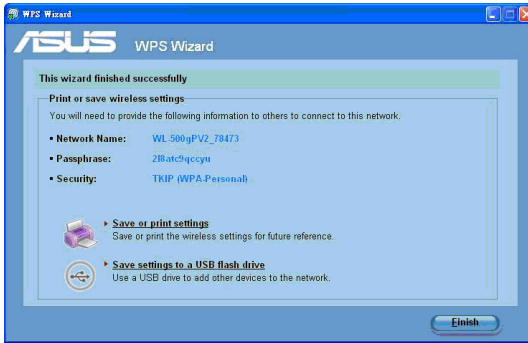 WPS Wizard
ASUS WPS Wizard
This wizard finished successfully
Print or save wireless settings
You will need to provide the following information to others to connect to this network.
▪ Network Name: WL-500gPV2_78473
▪ Passphrase: 2l8atc9qccyu
▪ Security: TKIP (WPA-Personal)
Save or print settings
Save or print the wireless settings for future reference.
Save settings to a USB flash drive
Use a USB drive to add other devices to the network.
Finish